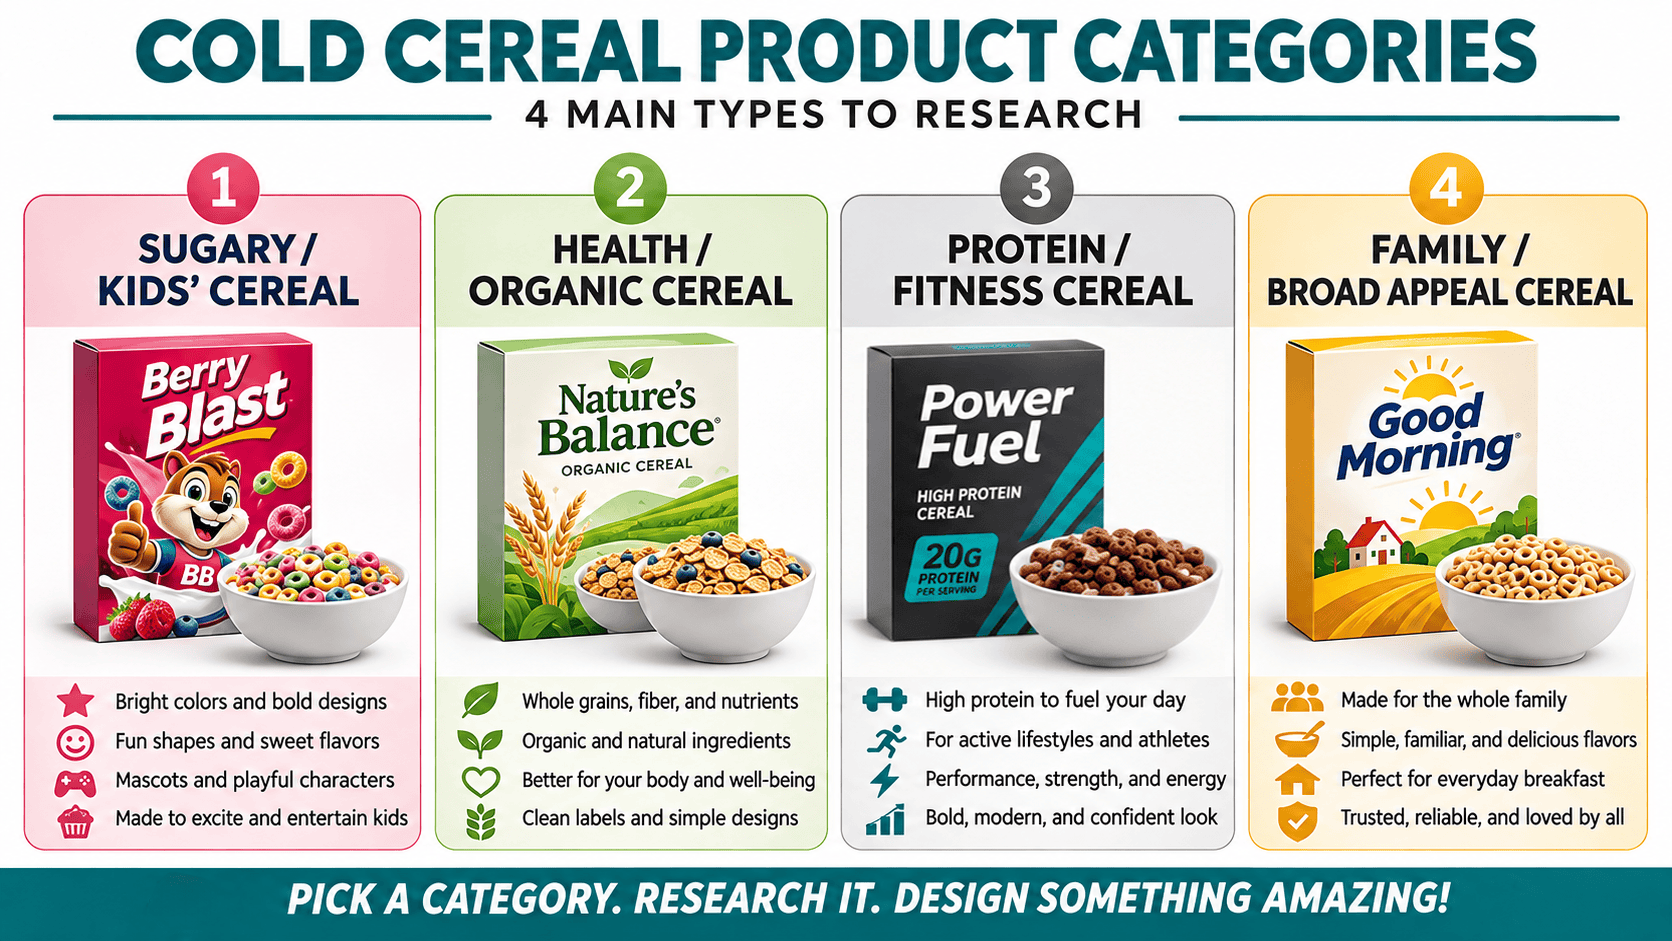 COLD CEREAL PRODUCT CATEGORIES
4 MAIN TYPES TO RESEARCH
1
SUGARY /
KIDS' CEREAL
Berry
Blast
BB
Bright colors and bold designs
Fun shapes and sweet flavors
Mascots and playful characters
Made to excite and entertain kids
2
HEALTH /
ORGANIC CEREAL
Nature's
Balance®
ORGANIC CEREAL
Whole grains, fiber, and nutrients
Organic and natural ingredients
Better for your body and well-being
Clean labels and simple designs
3
PROTEIN /
FITNESS CEREAL
Power
Fuel
HIGH PROTEIN
CEREAL
20G
PROTEIN
PER SERVING
High protein to fuel your day
For active lifestyles and athletes
Performance, strength, and energy
Bold, modern, and confident look
4
FAMILY /
BROAD APPEAL CEREAL
Good
Morning®
Made for the whole family
Simple, familiar, and delicious flavors
Perfect for everyday breakfast
Trusted, reliable, and loved by all
PICK A CATEGORY. RESEARCH IT. DESIGN SOMETHING AMAZING!